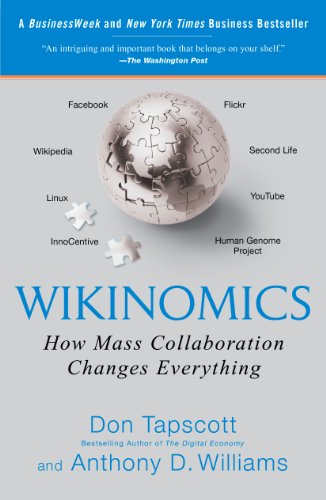 A BusinessWeek and New York Times Business Bestseller
"An intriguing and important book that belongs on your shelf."
—The Washington Post
Facebook
Flickr
Wikipedia
Second Life
Linux
YouTube
InnoCentive
Human Genome
Project
WIKINOMICS
How Mass Collaboration
Changes Everything
Don Tapscott
Bestselling Author of The Digital Economy
and Anthony D. Williams